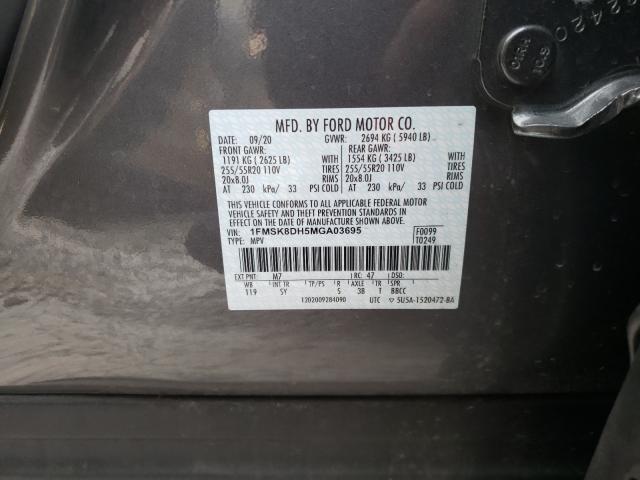 MFD. BY FORD MOTOR CO.
DATE: 09/20 GVWR: 2694 KG ( 5940 LB)
FRONT GAWR: REAR GAWR:
1191 KG ( 2625 LB) WITH 1554 KG ( 3425 LB) WITH
255/55R20 110V TIRES 255/55R20 110V TIRES
20x8.0J RIMS 20x8.0J RIMS
AT 230 kPa/ 33 PSI COLD AT 230 kPa/ 33 PSI COLD
THIS VEHICLE CONFORMS TO ALL APPLICABLE FEDERAL MOTOR
VEHICLE SAFETY AND THEFT PREVENTION STANDARDS IN EFFECT
ON THE DATE OF MANUFACTURE SHOWN ABOVE.
VIN: 1FMSK8DH5MGA03695 F0099
TYPE: MPV T0249
EXT PNT: M7 RC: 47 DSO:
WB INT TR TP/PS R AXLE TR SPR
119 SY S 3B T BBCC
1202009284090 UTC 5U5A-1520472-BA